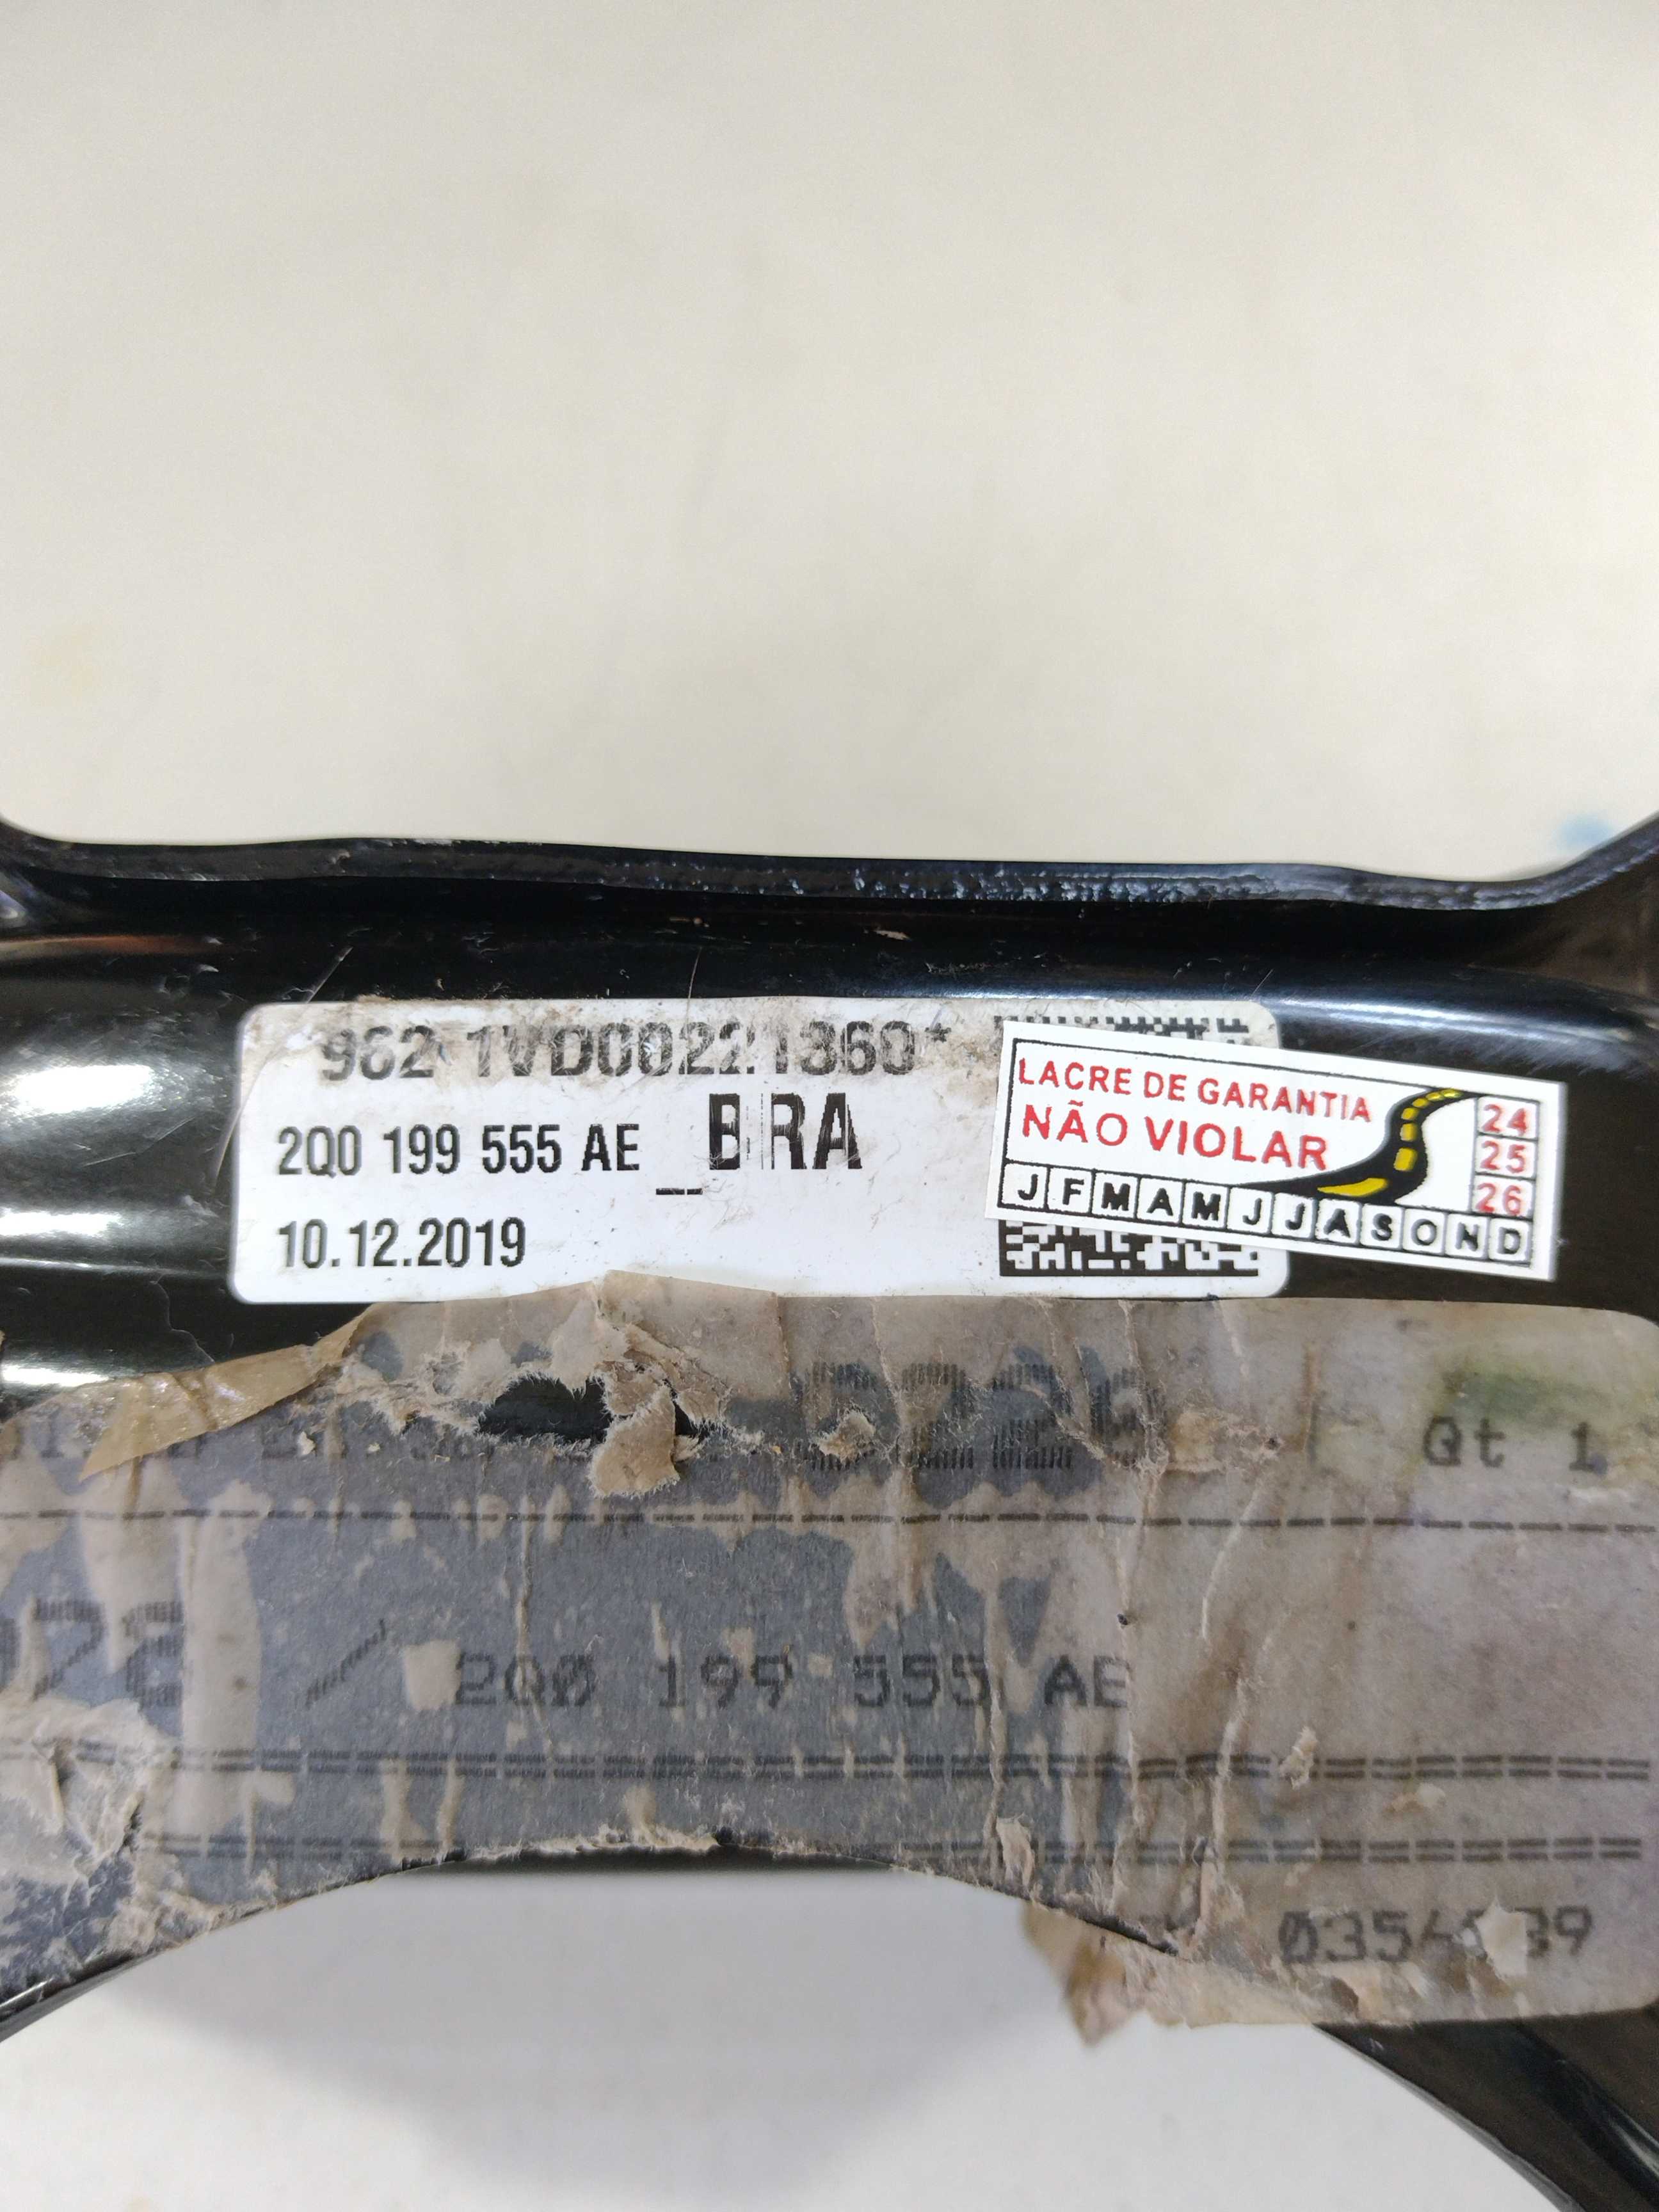 962 1VD00221360*
2Q0 199 555 AE _BRA
10.12.2019
LACRE DE GARANTIA
NÃO VIOLAR
24
25
26
J F M A M J J A S O N D
Qt 1
2Q0 199 555 AE